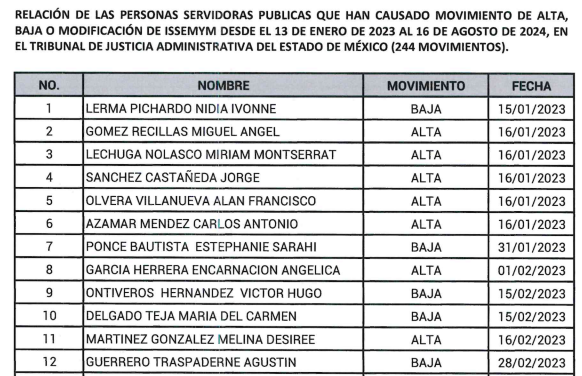 RELACIÓN DE LAS PERSONAS SERVIDORAS PUBLICAS QUE HAN CAUSADO MOVIMIENTO DE ALTA,
BAJA O MODIFICACIÓN DE ISSEMYM DESDE EL 13 DE ENERO DE 2023 AL 16 DE AGOSTO DE 2024, EN
EL TRIBUNAL DE JUSTICIA ADMINISTRATIVA DEL ESTADO DE MÉXICO (244 MOVIMIENTOS).
NO. NOMBRE MOVIMIENTO FECHA
1 LERMA PICHARDO NIDIA IVONNE BAJA 15/01/2023
2 GOMEZ RECILLAS MIGUEL ANGEL ALTA 16/01/2023
3 LECHUGA NOLASCO MIRIAM MONTSERRAT ALTA 16/01/2023
4 SANCHEZ CASTAÑEDA JORGE ALTA 16/01/2023
5 OLVERA VILLANUEVA ALAN FRANCISCO ALTA 16/01/2023
6 AZAMAR MENDEZ CARLOS ANTONIO ALTA 16/01/2023
7 PONCE BAUTISTA ESTEPHANIE SARAHI BAJA 31/01/2023
8 GARCIA HERRERA ENCARNACION ANGELICA ALTA 01/02/2023
9 ONTIVEROS HERNANDEZ VICTOR HUGO BAJA 15/02/2023
10 DELGADO TEJA MARIA DEL CARMEN BAJA 15/02/2023
11 MARTINEZ GONZALEZ MELINA DESIREE ALTA 16/02/2023
12 GUERRERO TRASPADERNE AGUSTIN BAJA 28/02/2023